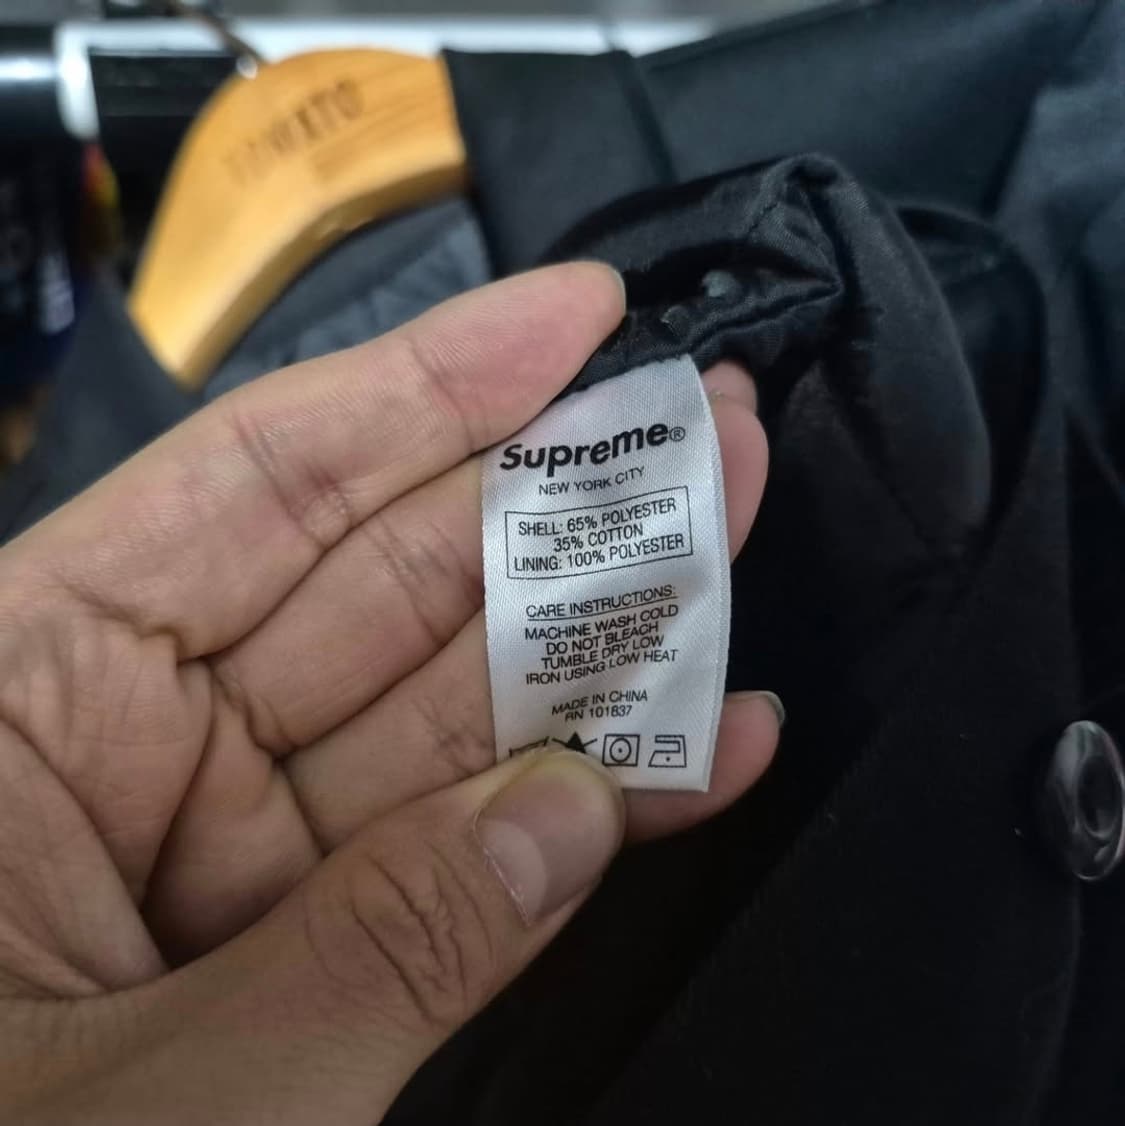 Supreme®
NEW YORK CITY
SHELL: 65% POLYESTER
35% COTTON
LINING: 100% POLYESTER
CARE INSTRUCTIONS:
MACHINE WASH COLD
DO NOT BLEACH
TUMBLE DRY LOW
IRON USING LOW HEAT
MADE IN CHINA
RN 101837